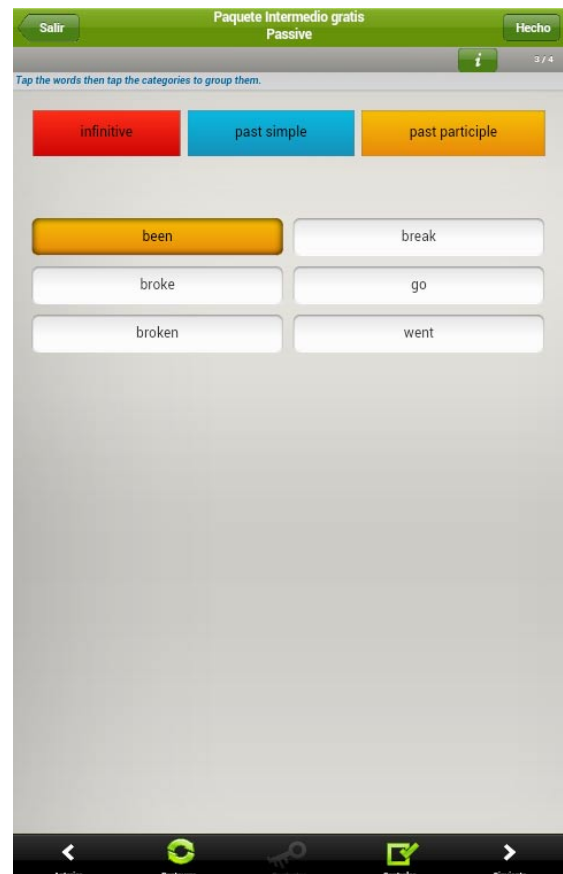 Salir
Paquete Intermedio gratis
Passive
Hecho
i
3 / 4
Tap the words then tap the categories to group them.
infinitive
past simple
past participle
been
break
broke
go
broken
went